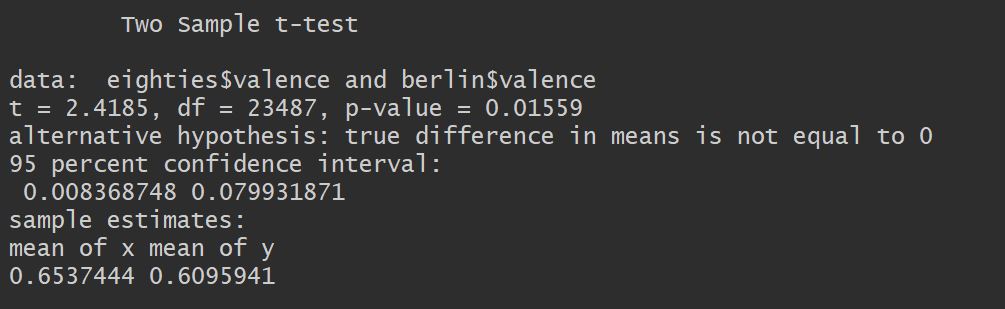 Two Sample t-test
data:  eighties$valence and berlin$valence
t = 2.4185, df = 23487, p-value = 0.01559
alternative hypothesis: true difference in means is not equal to 0
95 percent confidence interval:
0.008368748 0.079931871
sample estimates:
mean of x mean of y
0.6537444 0.6095941